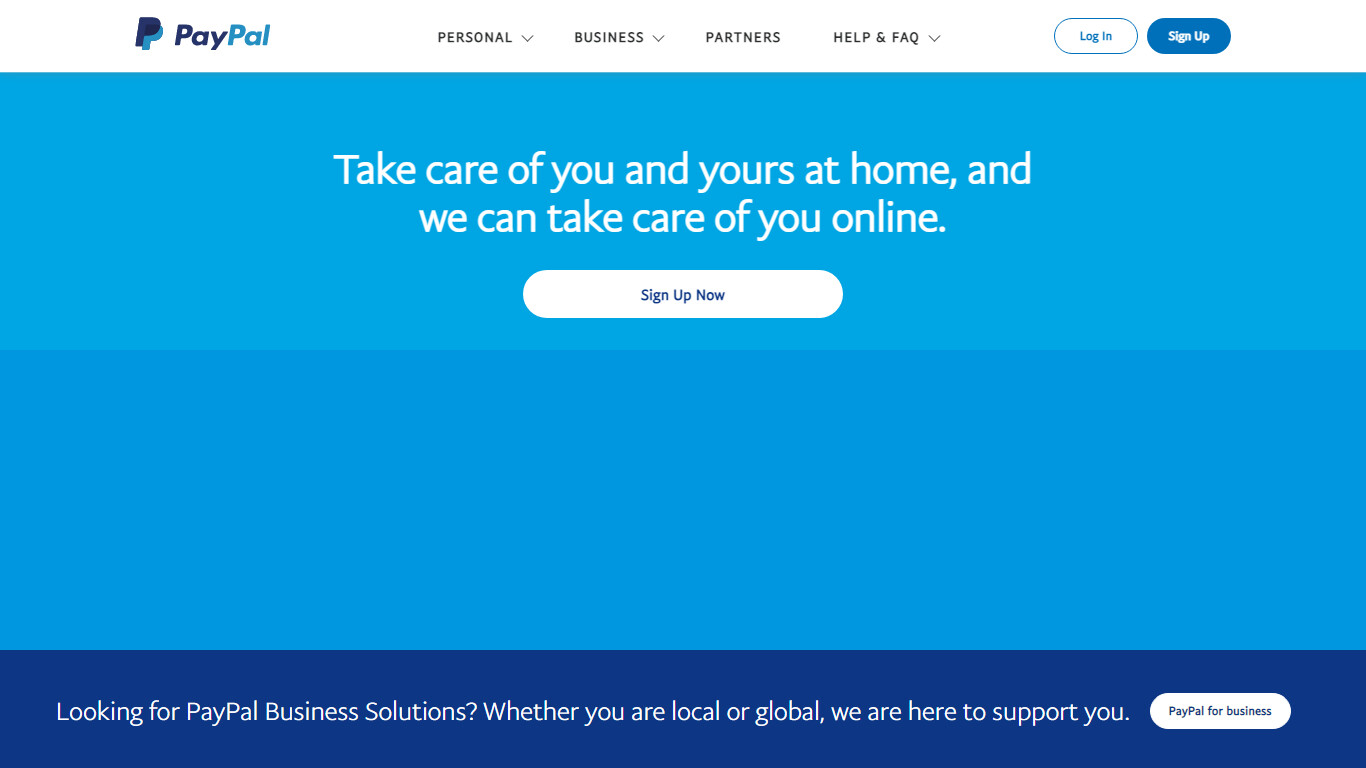 PayPal
PERSONAL
BUSINESS
PARTNERS
HELP & FAQ
Log In
Sign Up
Take care of you and yours at home, and
we can take care of you online.
Sign Up Now
Looking for PayPal Business Solutions? Whether you are local or global, we are here to support you.
PayPal for business